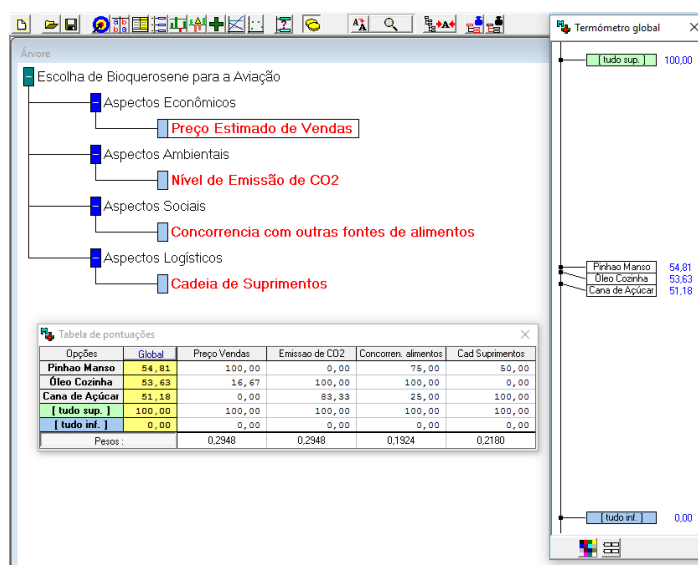 Árvore
Escolha de Bioquerosene para a Aviação
Aspectos Econômicos
Preço Estimado de Vendas
Aspectos Ambientais
Nível de Emissão de CO2
Aspectos Sociais
Concorrencia com outras fontes de alimentos
Aspectos Logísticos
Cadeia de Suprimentos
Tabela de pontuações
Opções Global Preço Vendas Emissao de CO2 Concorren. alimentos Cad Suprimentos
Pinhao Manso 54,81 100,00 0,00 75,00 50,00
Óleo Cozinha 53,63 16,67 100,00 100,00 0,00
Cana de Açúcar 51,18 0,00 83,33 25,00 100,00
[ tudo sup. ] 100,00 100,00 100,00 100,00 100,00
[ tudo inf. ] 0,00 0,00 0,00 0,00 0,00
Pesos : 0,2948 0,2948 0,1924 0,2180
Termómetro global
[ tudo sup. ] 100,00
Pinhao Manso 54,81
Óleo Cozinha 53,63
Cana de Açúcar 51,18
[ tudo inf. ] 0,00